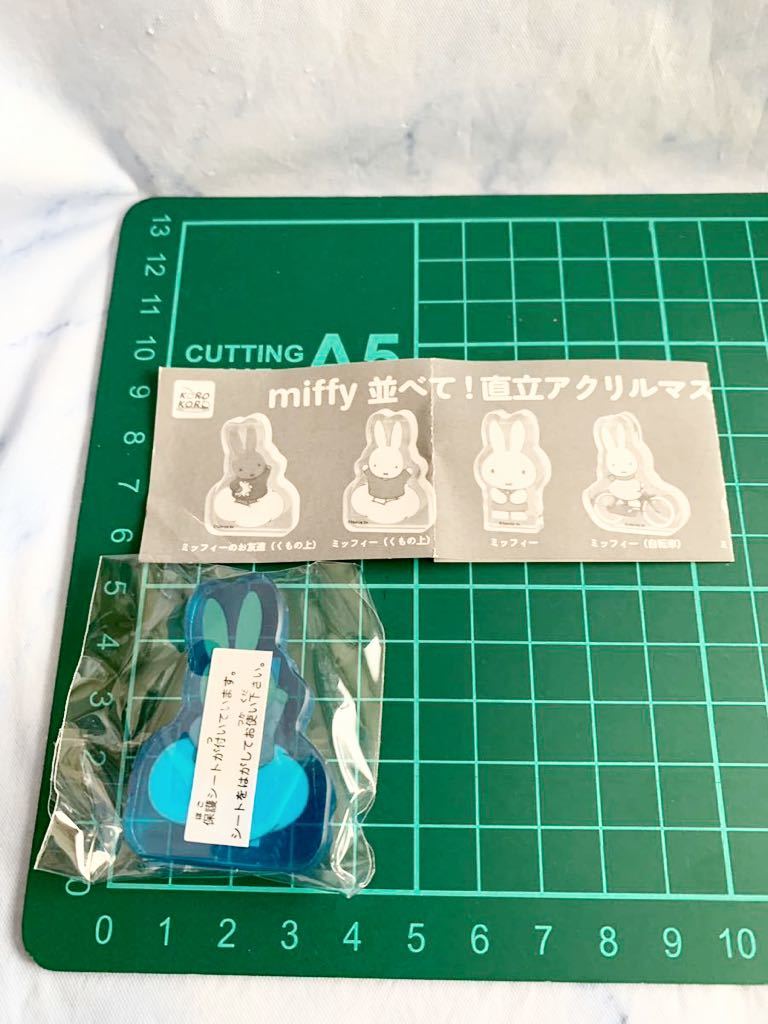 13
12
11
10
9
8
7
6
5
4
3
2
0
CUTTING A5
KORO
KORO
miffy 並べて!直立アクリルマス
ミッフィーのお友達(くもの上)
ミッフィー(くもの上)
ミッフィー
ミッフィー(自転車)
保護シートが付いています。
シートをはがしてお使い下さい。
0 1 2 3 4 5 6 7 8 9 10